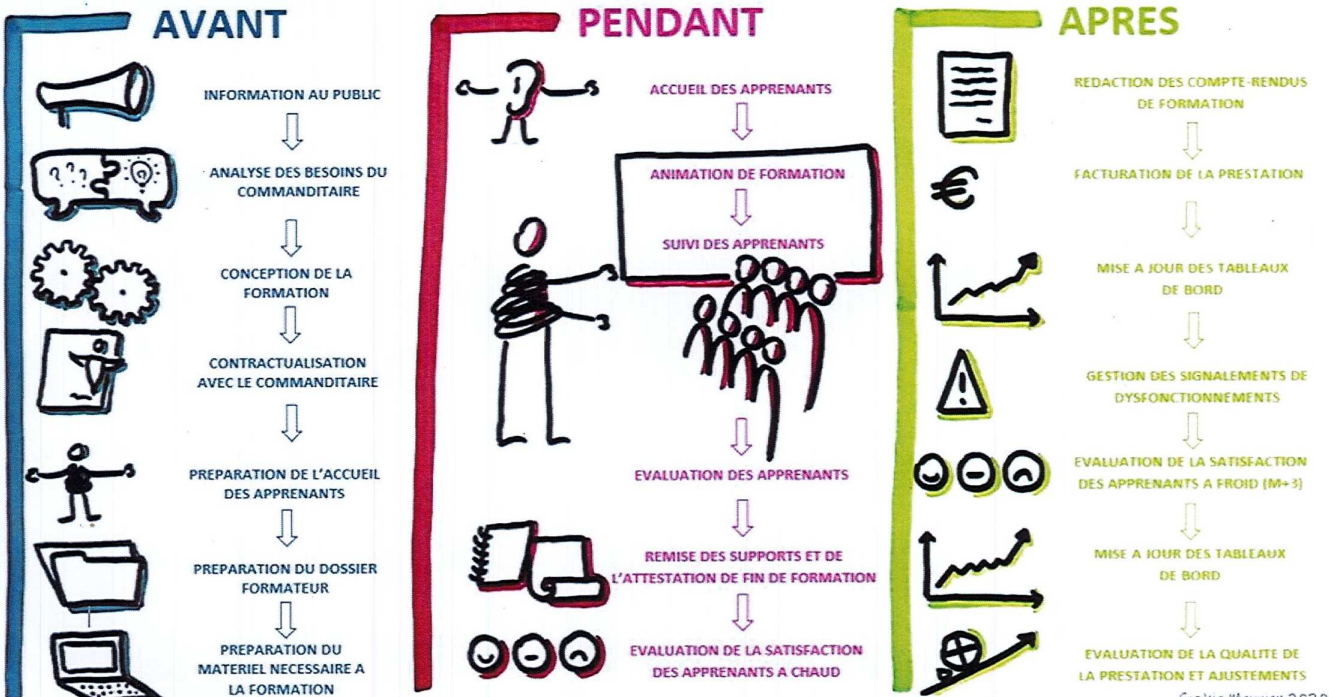 AVANT
INFORMATION AU PUBLIC
ANALYSE DES BESOINS DU
COMMANDITAIRE
CONCEPTION DE LA
FORMATION
CONTRACTUALISATION
AVEC LE COMMANDITAIRE
PREPARATION DE L'ACCUEIL
DES APPRENANTS
PREPARATION DU DOSSIER
FORMATEUR
PREPARATION DU
MATERIEL NECESSAIRE A
LA FORMATION
PENDANT
ACCUEIL DES APPRENANTS
ANIMATION DE FORMATION
SUIVI DES APPRENANTS
EVALUATION DES APPRENANTS
REMISE DES SUPPORTS ET DE
L'ATTESTATION DE FIN DE FORMATION
EVALUATION DE LA SATISFACTION
DES APPRENANTS A CHAUD
APRES
REDACTION DES COMPTE-RENDUS
DE FORMATION
€
FACTURATION DE LA PRESTATION
MISE A JOUR DES TABLEAUX
DE BORD
GESTION DES SIGNALEMENTS DE
DYSFONCTIONNEMENTS
EVALUATION DE LA SATISFACTION
DES APPRENANTS A FROID (M+3)
MISE A JOUR DES TABLEAUX
DE BORD
EVALUATION DE LA QUALITE DE
LA PRESTATION ET AJUSTEMENTS